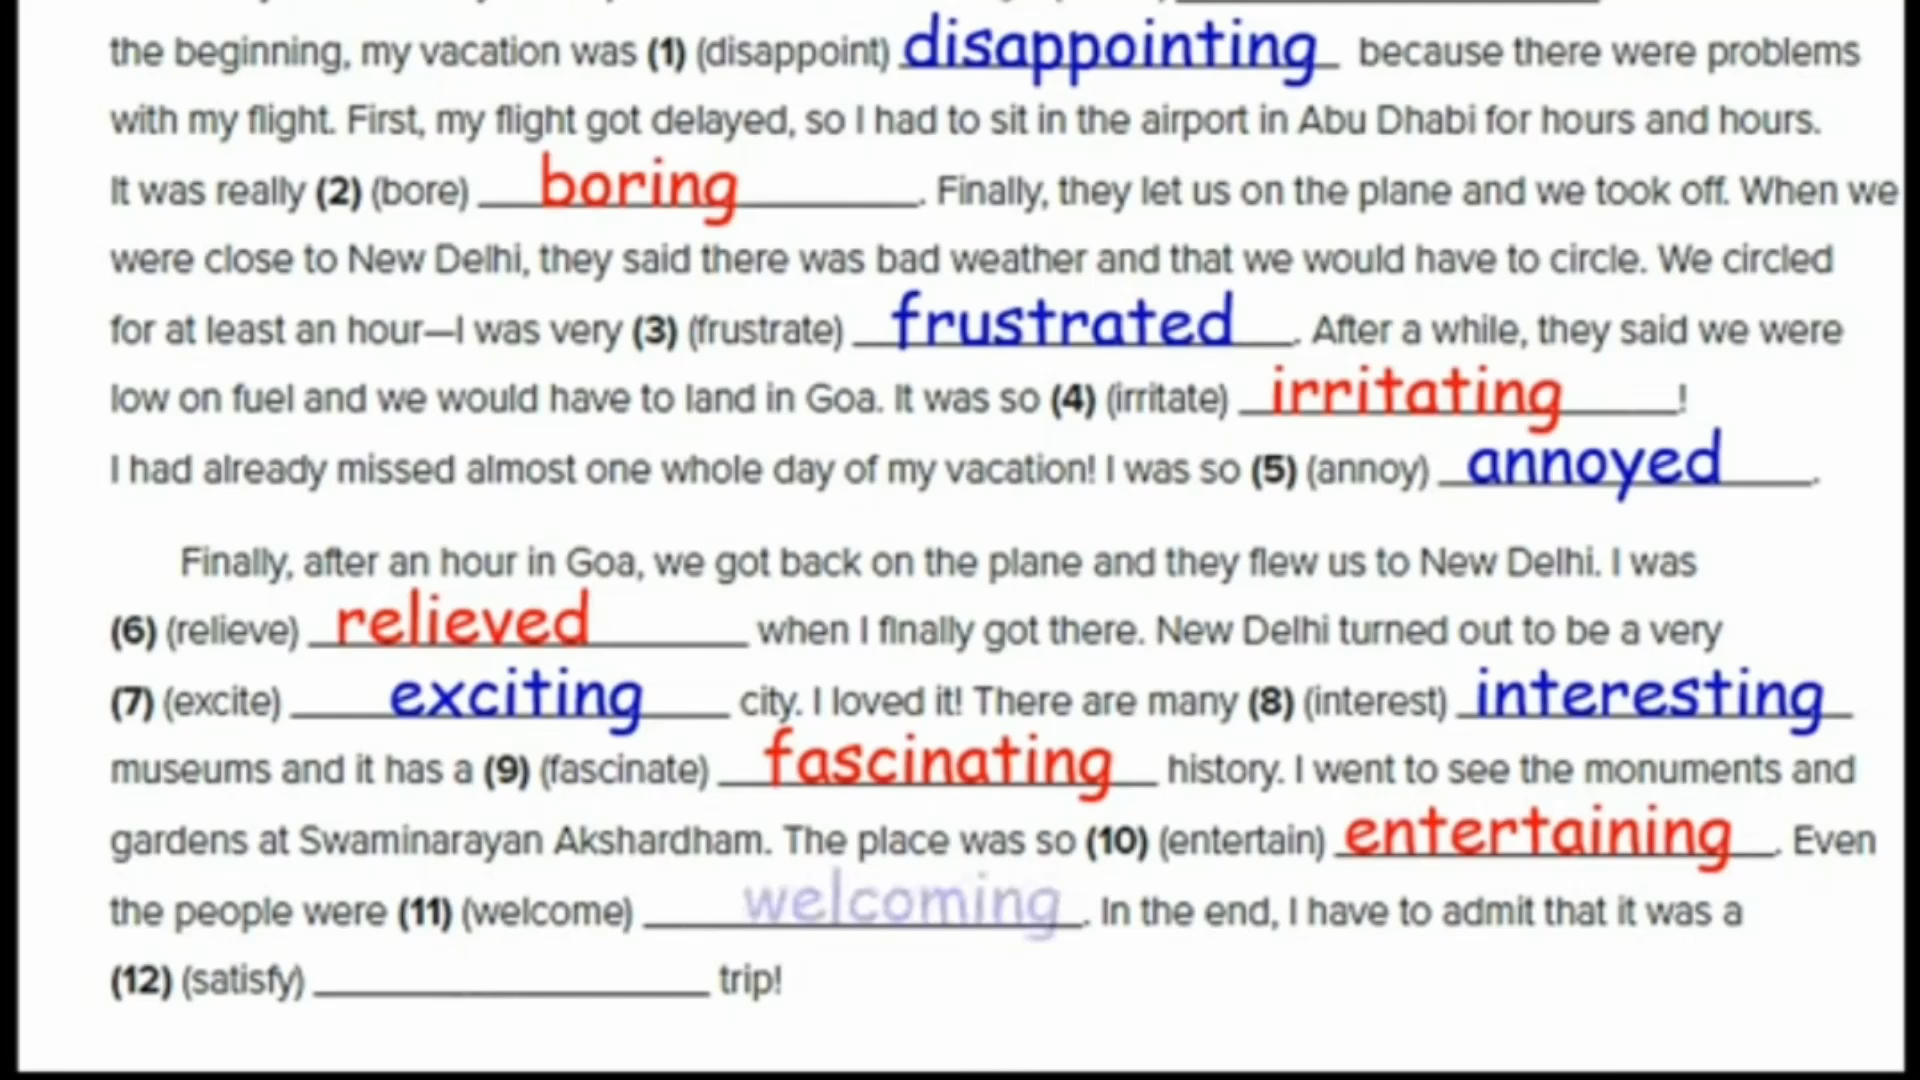 the beginning, my vacation was (1) (disappoint) disappointing because there were problems
with my flight. First, my flight got delayed, so I had to sit in the airport in Abu Dhabi for hours and hours.
It was really (2) (bore) boring. Finally, they let us on the plane and we took off. When we
were close to New Delhi, they said there was bad weather and that we would have to circle. We circled
for at least an hour—I was very (3) (frustrate) frustrated. After a while, they said we were
low on fuel and we would have to land in Goa. It was so (4) (irritate) irritating!
I had already missed almost one whole day of my vacation! I was so (5) (annoy) annoyed.
Finally, after an hour in Goa, we got back on the plane and they flew us to New Delhi. I was
(6) (relieve) relieved when I finally got there. New Delhi turned out to be a very
(7) (excite) exciting city. I loved it! There are many (8) (interest) interesting
museums and it has a (9) (fascinate) fascinating history. I went to see the monuments and
gardens at Swaminarayan Akshardham. The place was so (10) (entertain) entertaining. Even
the people were (11) (welcome) welcoming. In the end, I have to admit that it was a
(12) (satisfy) ____________ trip!